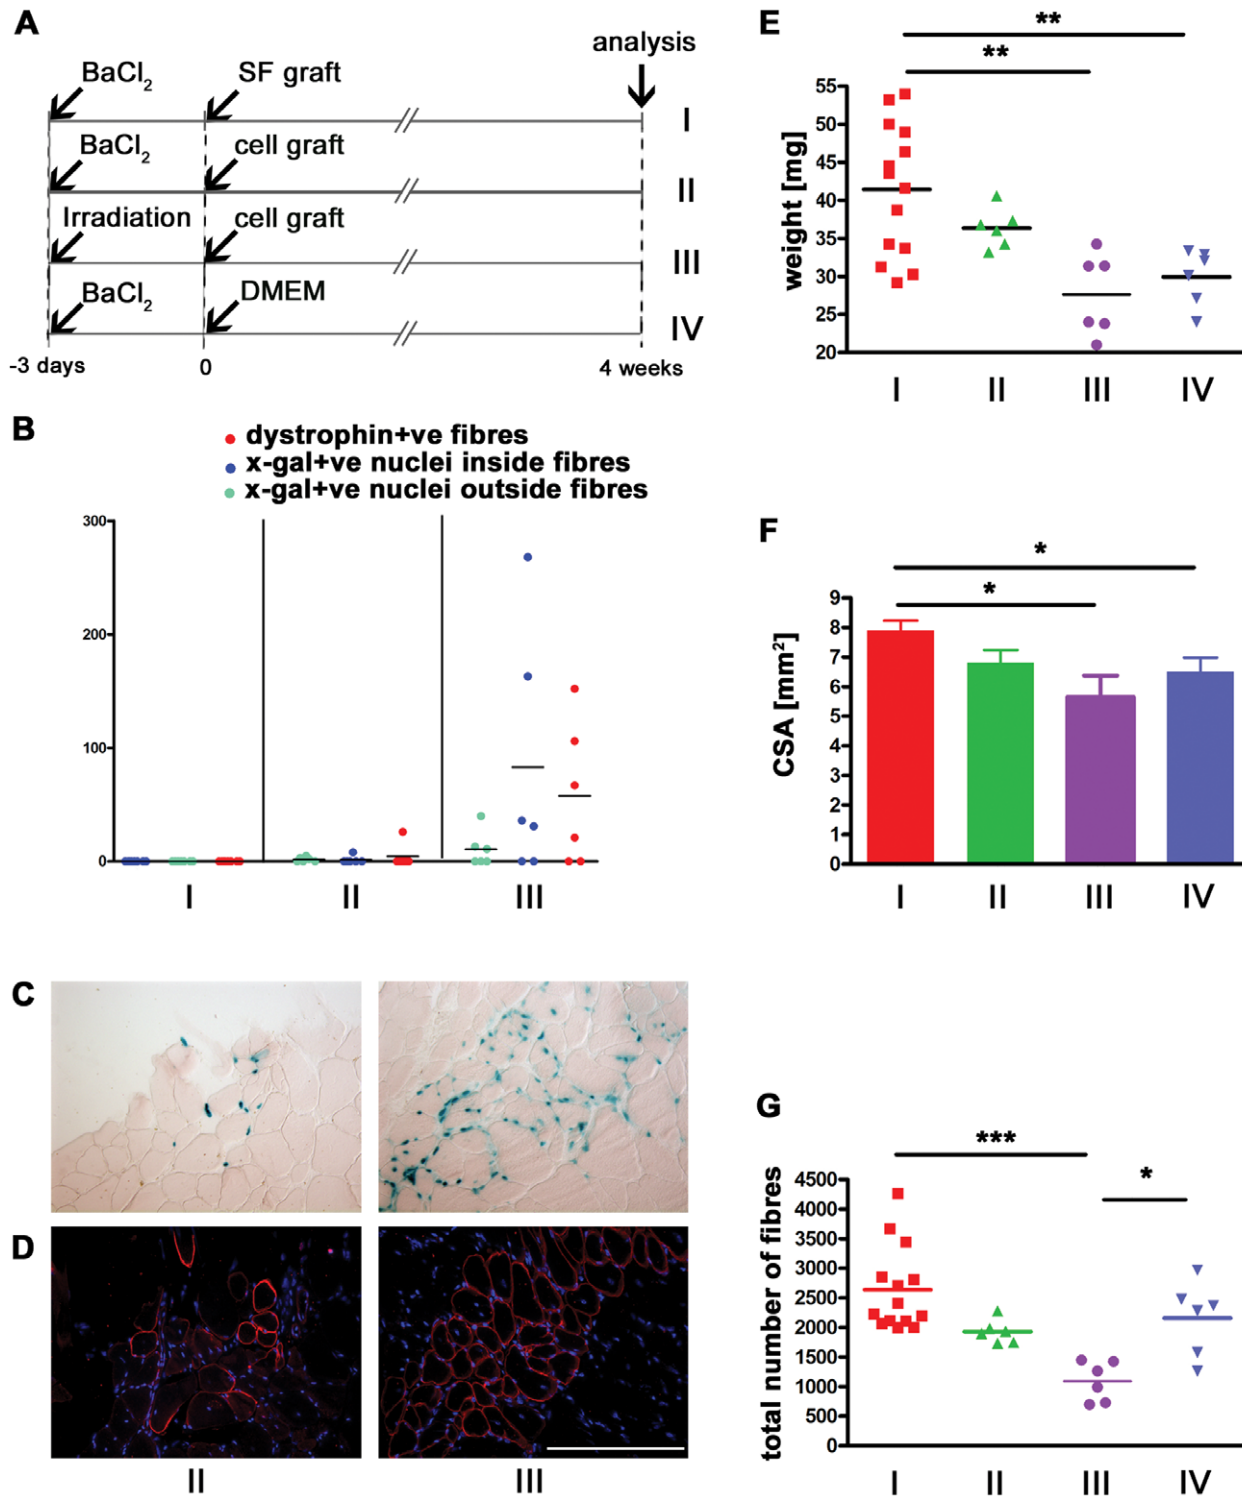 A
analysis
BaCl2
SF graft
I
BaCl2
cell graft
II
Irradiation
cell graft
III
BaCl2
DMEM
IV
-3 days
0
4 weeks
B
dystrophin+ve fibres
x-gal+ve nuclei inside fibres
x-gal+ve nuclei outside fibres
300
200
100
0
I
II
III
C
D
II
III
E
**
**
weight [mg]
55
50
45
40
35
30
25
20
I
II
III
IV
F
*
*
CSA [mm2]
9
8
7
6
5
4
3
2
1
0
I
II
III
IV
G
***
*
total number of fibres
4500
4000
3500
3000
2500
2000
1500
1000
500
0
I
II
III
IV